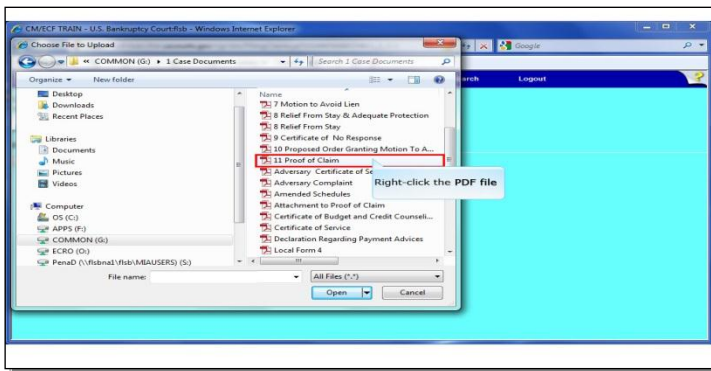 CM/ECF TRAIN - U.S. Bankruptcy Court:flsb - Windows Internet Explorer
Choose File to Upload
Google
« COMMON (G:) ▸ 1 Case Documents
Search 1 Case Documents
Organize
New folder
arch
Logout
?
Desktop
Downloads
Recent Places
Libraries
Documents
Music
Pictures
Videos
Computer
OS (C:)
APPS (F:)
COMMON (G:)
ECRO (O:)
PenaD (\\flsbna1\flsb\MIAUSERS) (S:)
Name
7 Motion to Avoid Lien
8 Relief From Stay & Adequate Protection
8 Relief From Stay
9 Certificate of No Response
10 Proposed Order Granting Motion To A...
11 Proof of Claim
Adversary Certificate of Se
Adversary Complaint
Amended Schedules
Attachment to Proof of Claim
Certificate of Budget and Credit Counseli...
Certificate of Service
Declaration Regarding Payment Advices
Local Form 4
Right-click the PDF file
File name:
All Files (*.*)
Open
Cancel